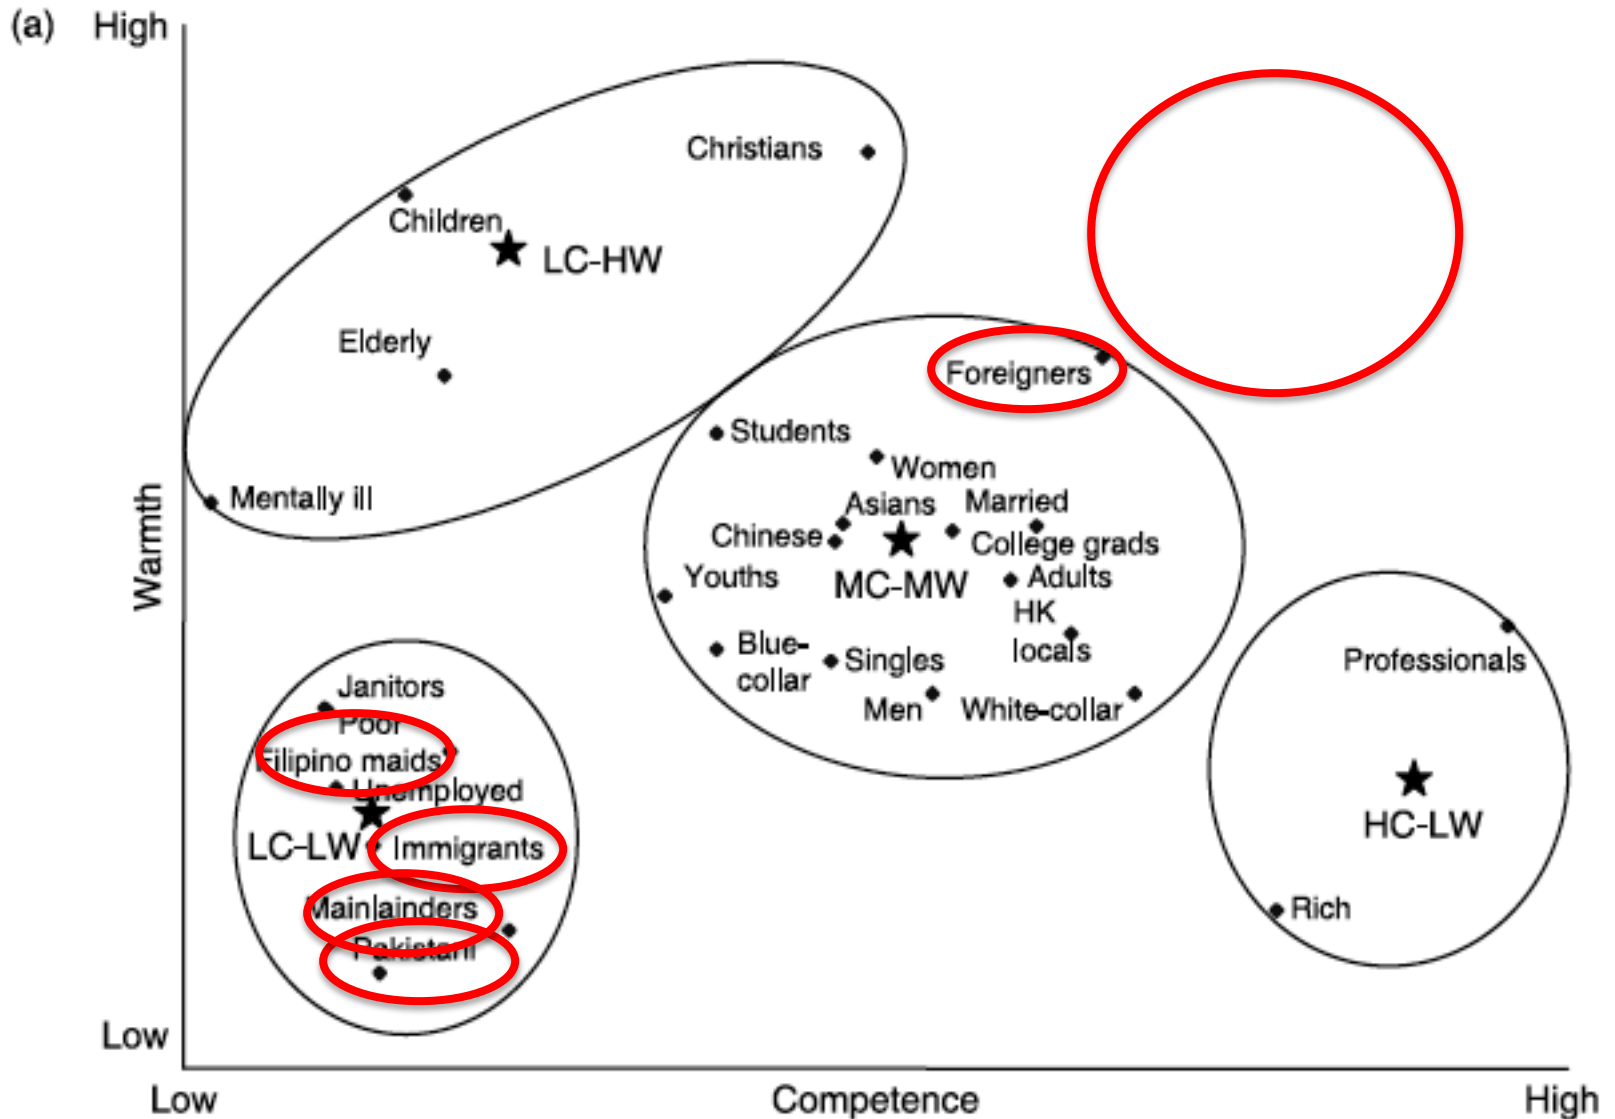 (a) High
Christians
Children
LC-HW
Elderly
Foreigners
Students
Women
Mentally ill
Asians Married
Chinese
College grads
Youths
MC-MW
Adults
HK
locals
Blue-
collar
Singles
Men
White-collar
Professionals
Janitors
Poor
Filipino maids
Unemployed
HC-LW
LC-LW
Immigrants
Mainlainders
Rich
Pakistani
Warmth
Low
Low
Competence
High